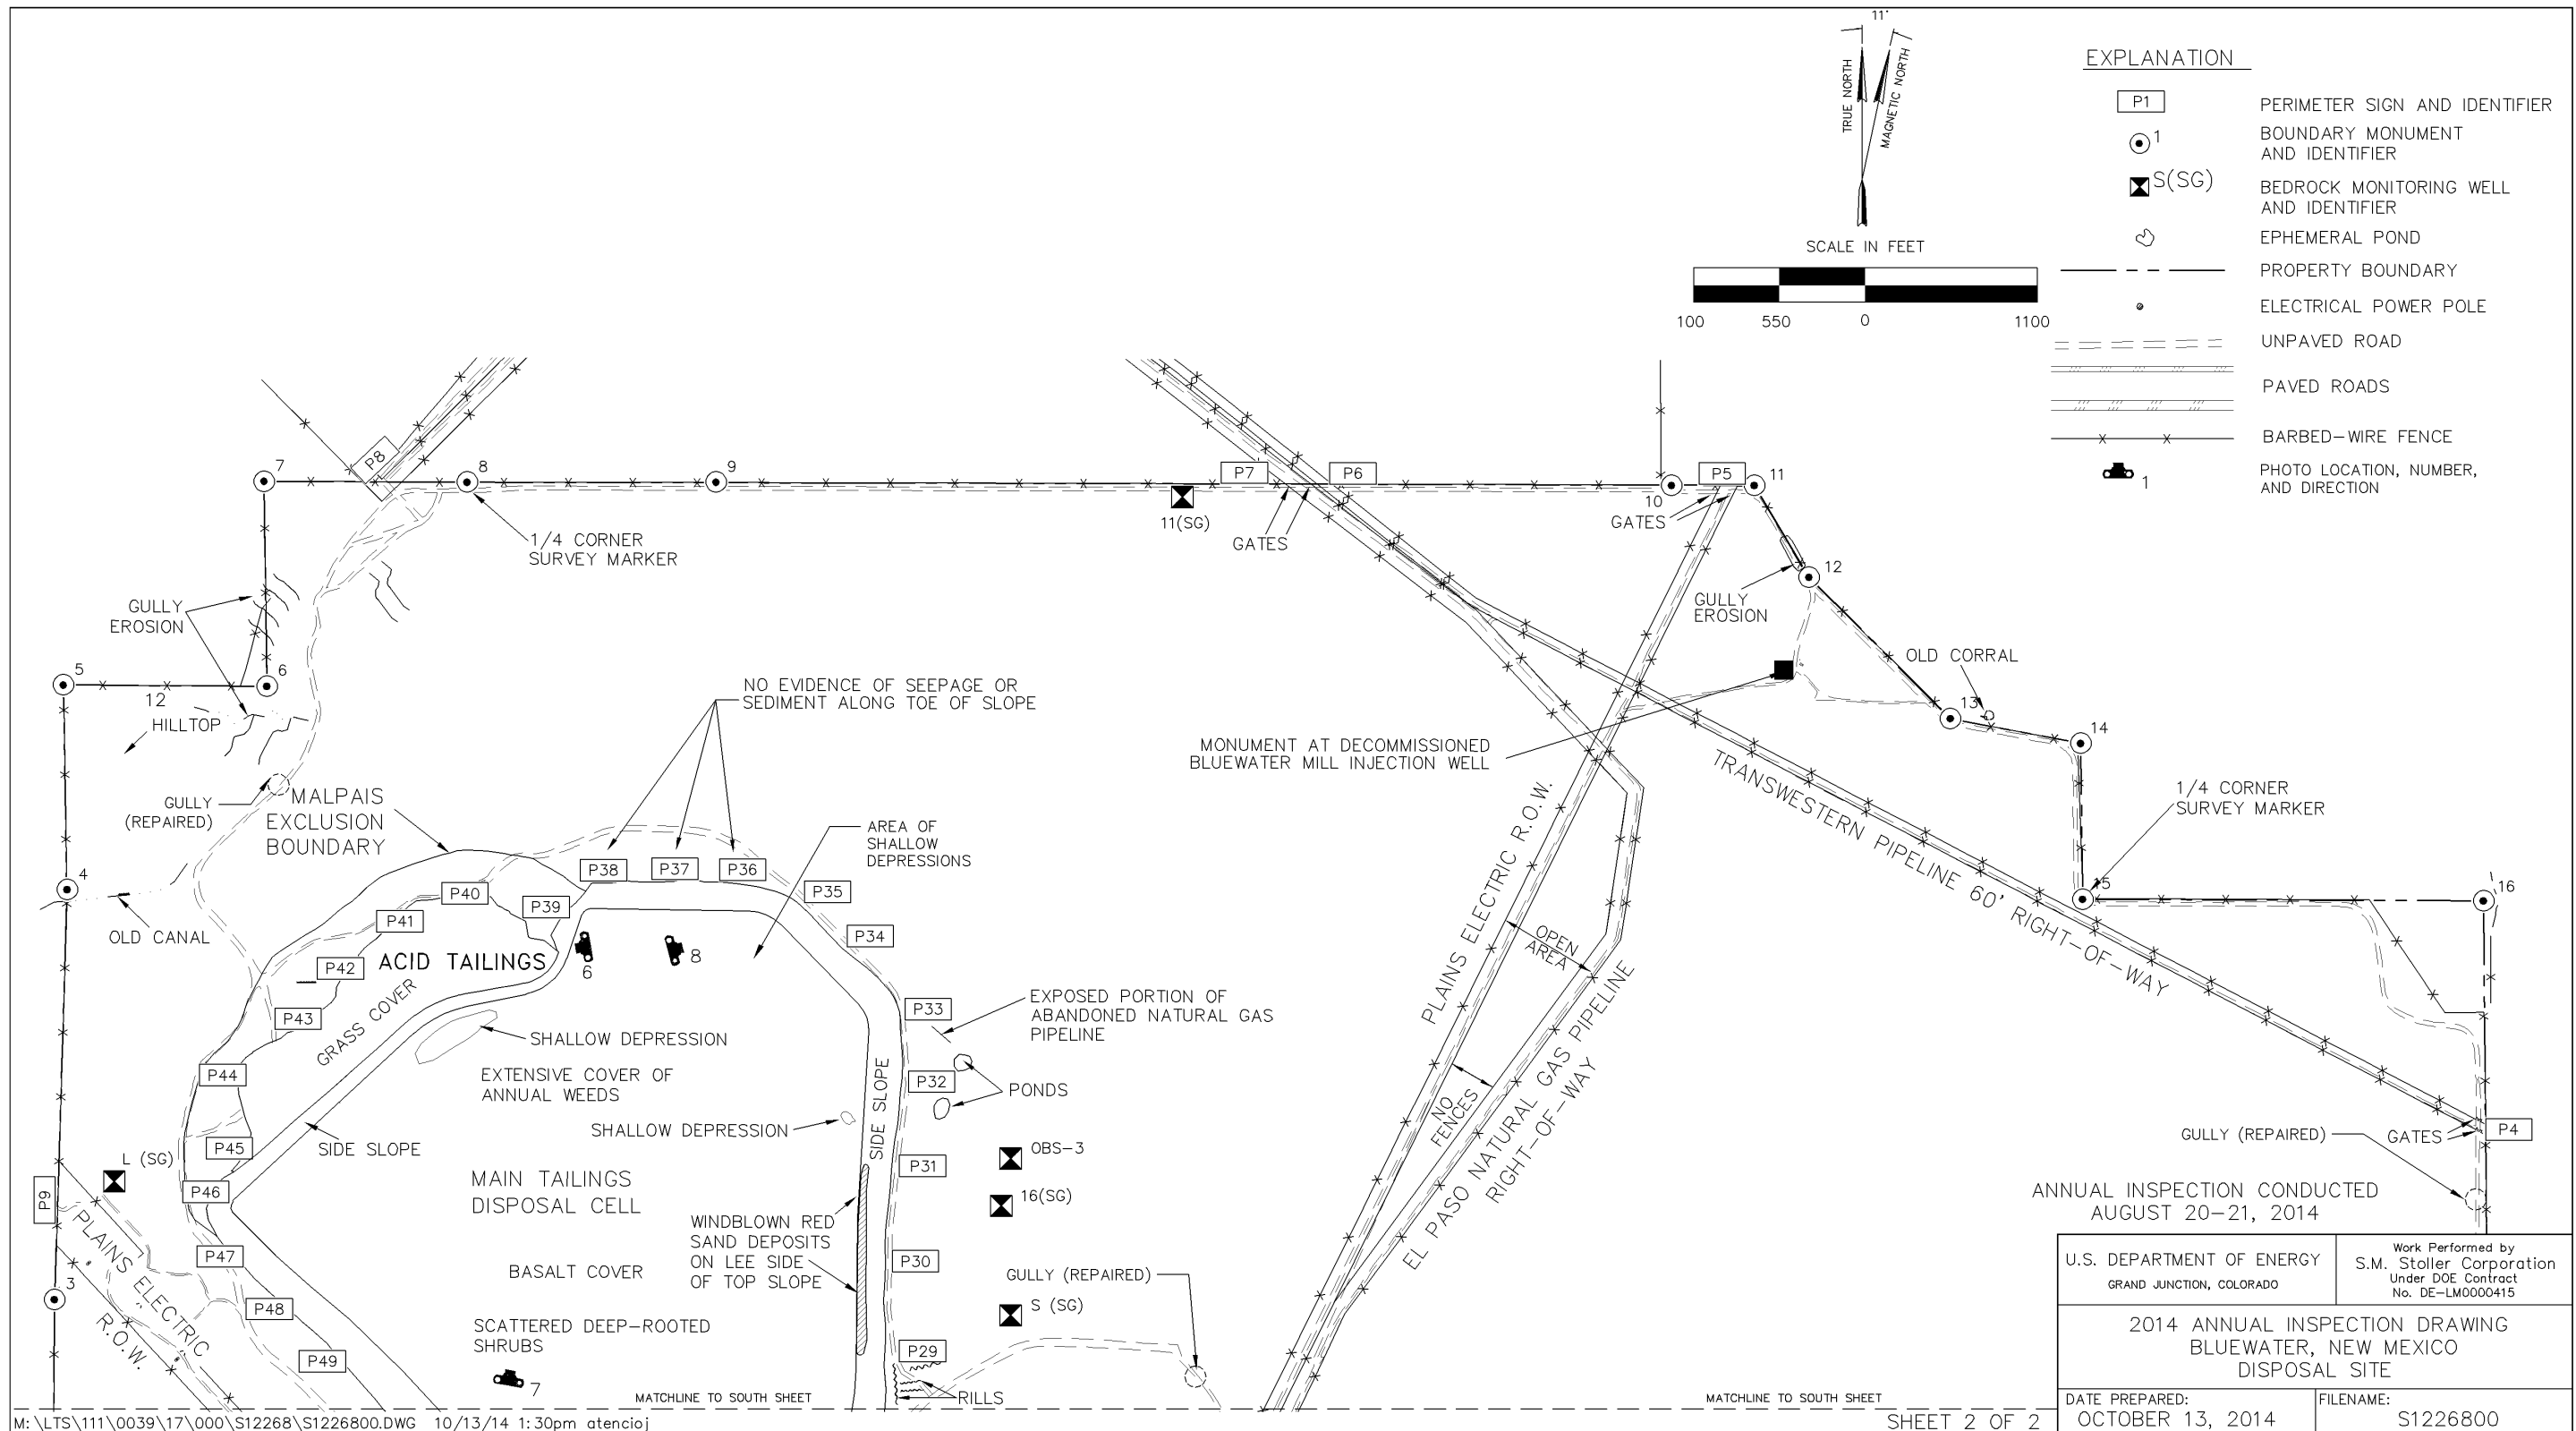 11'
TRUE NORTH
MAGNETIC NORTH
SCALE IN FEET
100 550 0 1100
EXPLANATION
P1
PERIMETER SIGN AND IDENTIFIER
1
BOUNDARY MONUMENT
AND IDENTIFIER
S(SG)
BEDROCK MONITORING WELL
AND IDENTIFIER
EPHEMERAL POND
PROPERTY BOUNDARY
ELECTRICAL POWER POLE
UNPAVED ROAD
PAVED ROADS
BARBED-WIRE FENCE
1
PHOTO LOCATION, NUMBER,
AND DIRECTION
7
P8
8
9
P7
P6
10
P5
11
11(SG)
1/4 CORNER
SURVEY MARKER
GATES
GATES
12
GULLY
EROSION
GULLY
EROSION
5
12
6
HILLTOP
OLD CORRAL
13
14
NO EVIDENCE OF SEEPAGE OR
SEDIMENT ALONG TOE OF SLOPE
MONUMENT AT DECOMMISSIONED
BLUEWATER MILL INJECTION WELL
TRANSWESTERN PIPELINE 60' RIGHT-OF-WAY
1/4 CORNER
SURVEY MARKER
GULLY
(REPAIRED)
MALPAIS
EXCLUSION
BOUNDARY
AREA OF
SHALLOW
DEPRESSIONS
4
P38
P37
P36
P35
P40
P39
P41
P34
15
16
OLD CANAL
ACID TAILINGS
P42
6
8
PLAINS ELECTRIC R.O.W.
OPEN
AREA
P43
GRASS COVER
P33
EXPOSED PORTION OF
ABANDONED NATURAL GAS
PIPELINE
SHALLOW DEPRESSION
P44
EXTENSIVE COVER OF
ANNUAL WEEDS
P32
PONDS
SIDE SLOPE
SHALLOW DEPRESSION
NO
FENCES
EL PASO NATURAL GAS PIPELINE
RIGHT-OF-WAY
P45
SIDE SLOPE
L (SG)
OBS-3
P31
GULLY (REPAIRED)
GATES
P4
P9
P46
MAIN TAILINGS
DISPOSAL CELL
16(SG)
WINDBLOWN RED
SAND DEPOSITS
ON LEE SIDE
OF TOP SLOPE
PLAINS ELECTRIC
R.O.W.
P47
BASALT COVER
P30
GULLY (REPAIRED)
3
P48
S (SG)
SCATTERED DEEP-ROOTED
SHRUBS
P49
P29
7
RILLS
MATCHLINE TO SOUTH SHEET
MATCHLINE TO SOUTH SHEET
ANNUAL INSPECTION CONDUCTED
AUGUST 20-21, 2014
U.S. DEPARTMENT OF ENERGY
GRAND JUNCTION, COLORADO
Work Performed by
S.M. Stoller Corporation
Under DOE Contract
No. DE-LM0000415
2014 ANNUAL INSPECTION DRAWING
BLUEWATER, NEW MEXICO
DISPOSAL SITE
DATE PREPARED:
OCTOBER 13, 2014
FILENAME:
S1226800
SHEET 2 OF 2
M:\LTS\111\0039\17\000\S12268\S1226800.DWG 10/13/14 1:30pm atencioj